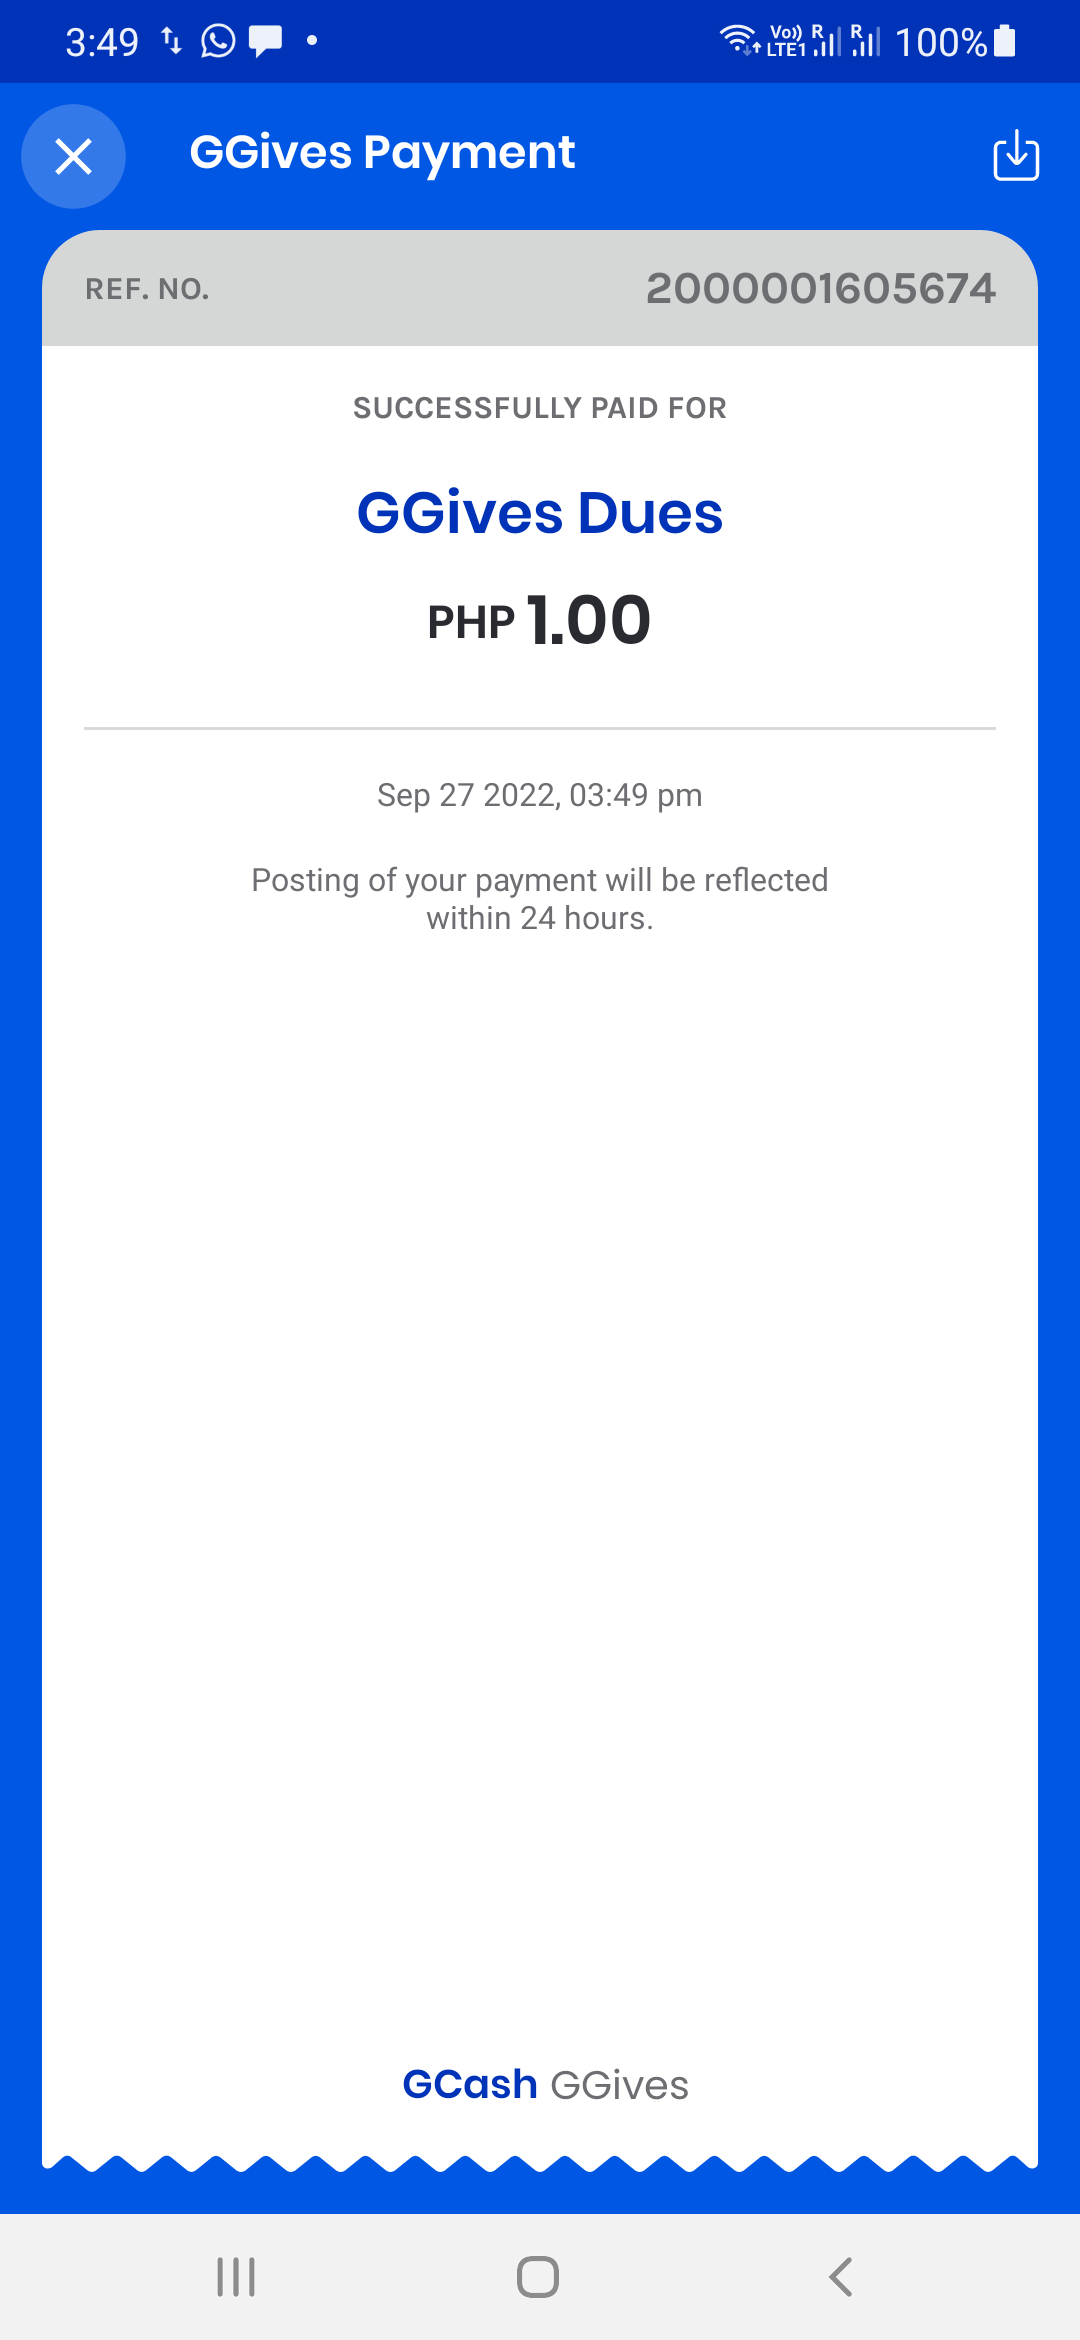 3:49 Vo)) LTE1 R R 100%
GGives Payment
REF. NO. 2000001605674
SUCCESSFULLY PAID FOR
GGives Dues
PHP 1.00
Sep 27 2022, 03:49 pm
Posting of your payment will be reflected
within 24 hours.
GCash GGives